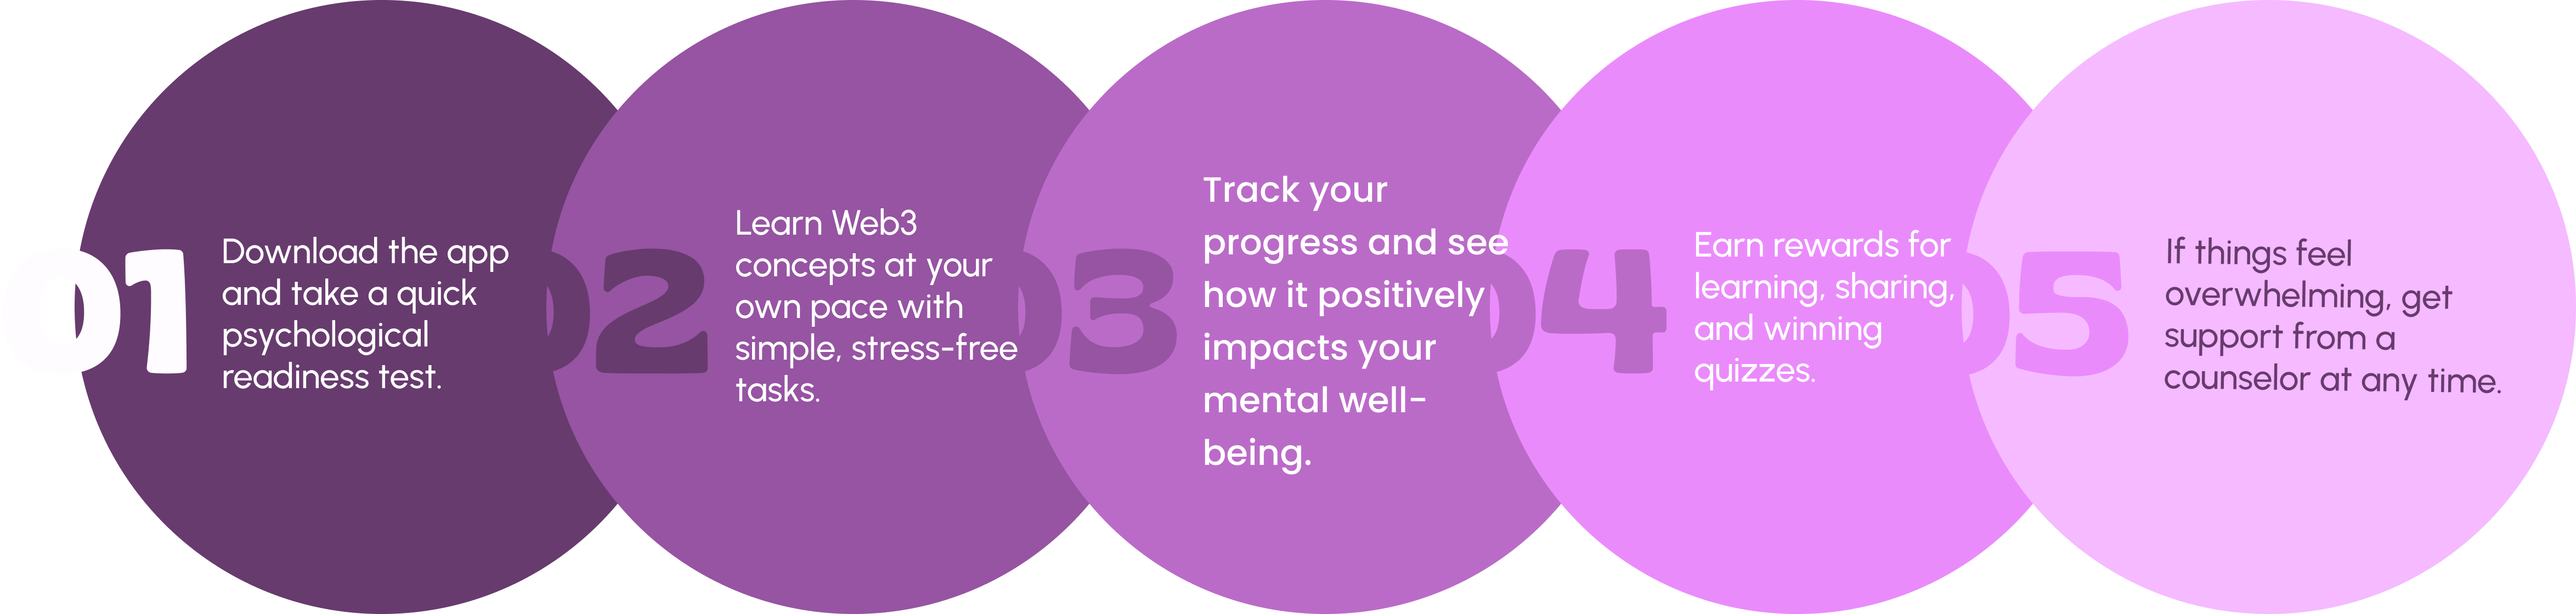 01
Download the app
and take a quick
psychological
readiness test.
02
Learn Web3
concepts at your
own pace with
simple, stress-free
tasks.
03
Track your
progress and see
how it positively
impacts your
mental well-
being.
04
Earn rewards for
learning, sharing,
and winning
quizzes.
05
If things feel
overwhelming, get
support from a
counselor at any time.